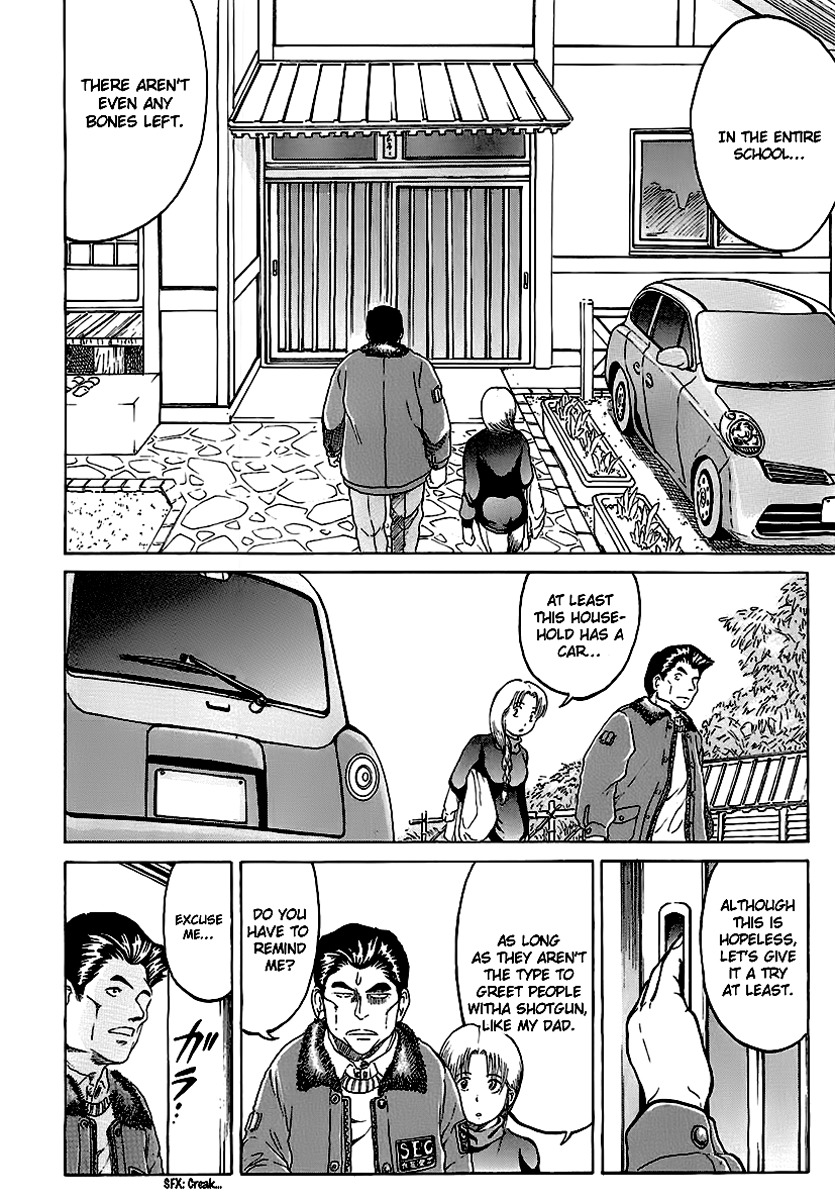 IN THE ENTIRE
SCHOOL...
THERE AREN'T
EVEN ANY
BONES LEFT.
AT LEAST
THIS HOUSE-
HOLD HAS A
CAR...
ALTHOUGH
THIS IS
HOPELESS,
LET'S GIVE
IT A TRY
AT LEAST.
AS LONG
AS THEY AREN'T
THE TYPE TO
GREET PEOPLE
WITHA SHOTGUN,
LIKE MY DAD.
DO YOU
HAVE TO
REMIND
ME?
SFC
EXCUSE
ME...
ガラ…
SFX: Creak...